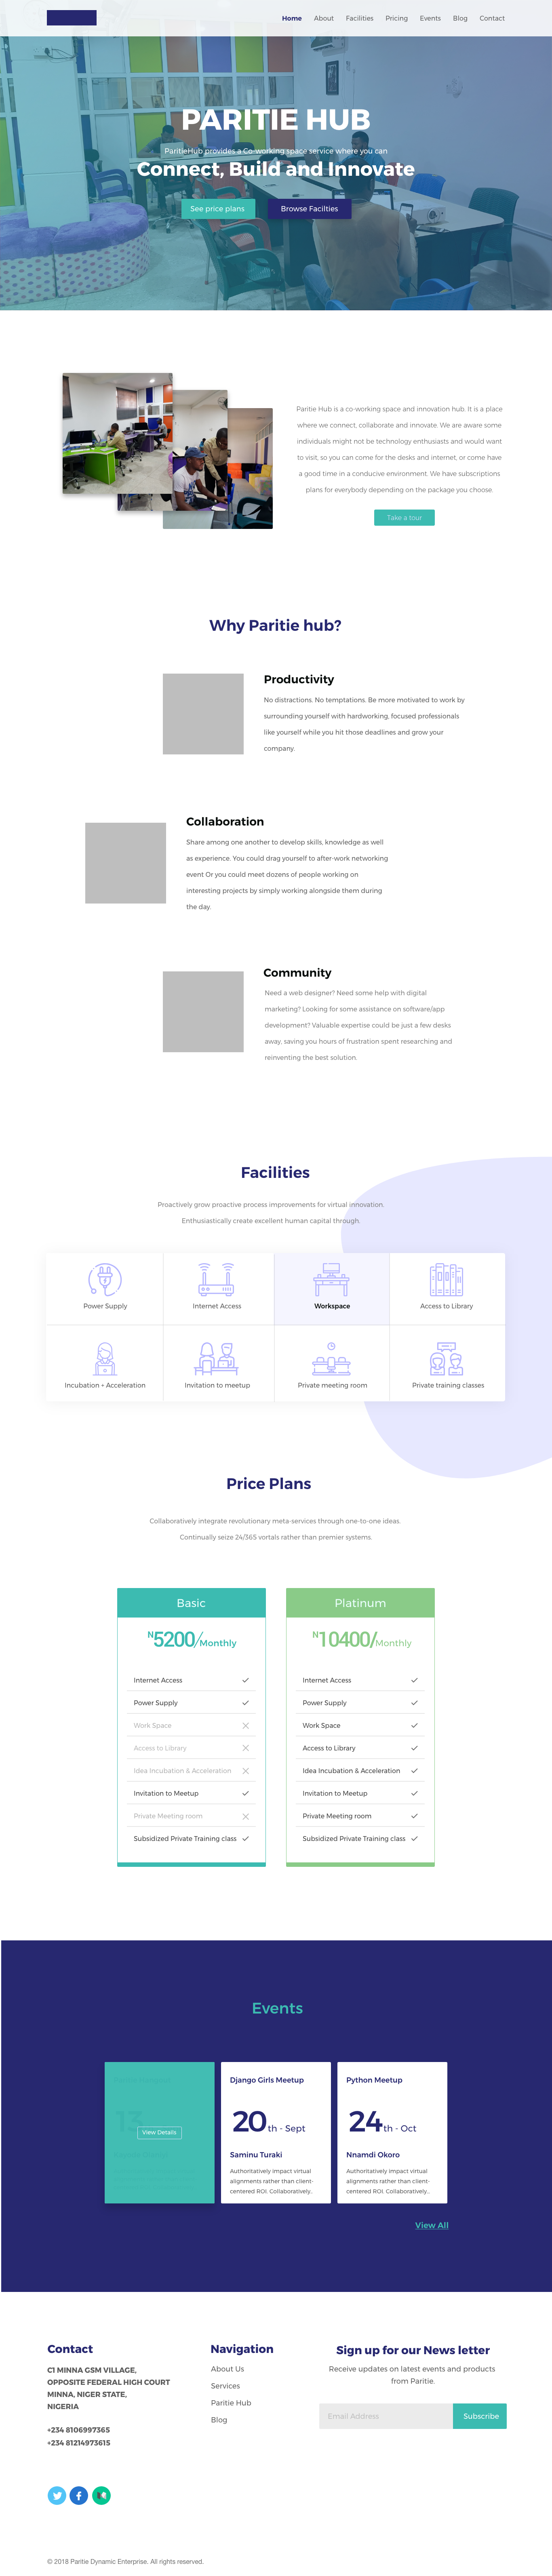 Home About Facilities Pricing Events Blog Contact
PARITIE HUB
ParitieHub provides a Co-working space service where you can
Connect, Build and Innovate
See price plans
Browse Facilties
Paritie Hub is a co-working space and innovation hub. It is a place
where we connect, collaborate and innovate. We are aware some
individuals might not be technology enthusiasts and would want
to visit, so you can come for the desks and internet, or come have
a good time in a conducive environment. We have subscriptions
plans for everybody depending on the package you choose.
Take a tour
Why Paritie hub?
Productivity
No distractions. No temptations. Be more motivated to work by
surrounding yourself with hardworking, focused professionals
like yourself while you hit those deadlines and grow your
company.
Collaboration
Share among one another to develop skills, knowledge as well
as experience. You could drag yourself to after-work networking
event Or you could meet dozens of people working on
interesting projects by simply working alongside them during
the day.
Community
Need a web designer? Need some help with digital
marketing? Looking for some assistance on software/app
development? Valuable expertise could be just a few desks
away, saving you hours of frustration spent researching and
reinventing the best solution.
Facilities
Proactively grow proactive process improvements for virtual innovation.
Enthusiastically create excellent human capital through.
Power Supply
Internet Access
Workspace
Access to Library
Incubation + Acceleration
Invitation to meetup
Private meeting room
Private training classes
Price Plans
Collaboratively integrate revolutionary meta-services through one-to-one ideas.
Continually seize 24/365 vortals rather than premier systems.
Basic
N5200/Monthly
Internet Access
Power Supply
Work Space
Access to Library
Idea Incubation & Acceleration
Invitation to Meetup
Private Meeting room
Subsidized Private Training class
Platinum
N10400/Monthly
Internet Access
Power Supply
Work Space
Access to Library
Idea Incubation & Acceleration
Invitation to Meetup
Private Meeting room
Subsidized Private Training class
Events
13
View Details
Django Girls Meetup
20th - Sept
Saminu Turaki
Authoritatively impact virtual
alignments rather than client-
centered ROI. Collaboratively..
Python Meetup
24th - Oct
Nnamdi Okoro
Authoritatively impact virtual
alignments rather than client-
centered ROI. Collaboratively...
View All
Contact
C1 MINNA GSM VILLAGE,
OPPOSITE FEDERAL HIGH COURT
MINNA, NIGER STATE,
NIGERIA
+234 8106997365
+234 81214973615
Navigation
About Us
Services
Paritie Hub
Blog
Sign up for our News letter
Receive updates on latest events and products
from Paritie.
Email Address
Subscribe
© 2018 Paritie Dynamic Enterprise. All rights reserved.